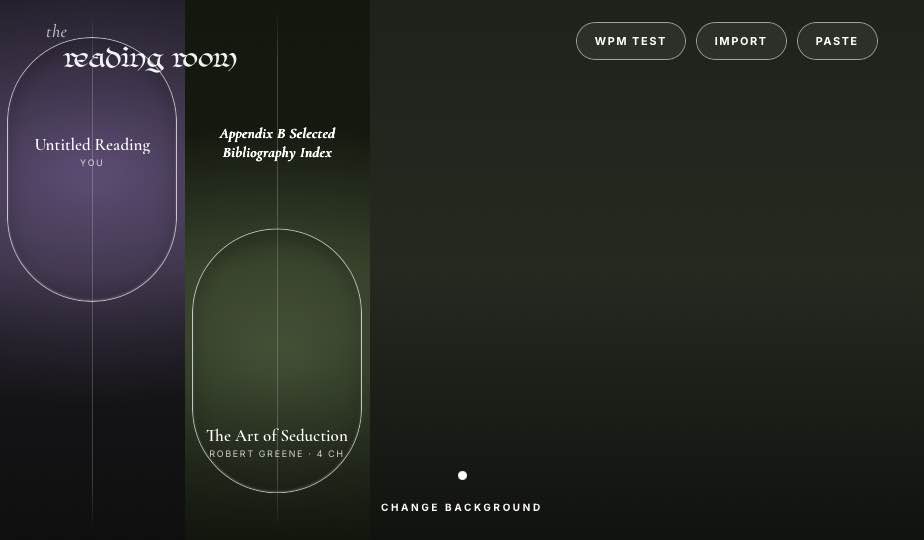 the
reading room
WPM TEST
IMPORT
PASTE
Untitled Reading
YOU
Appendix B Selected
Bibliography Index
The Art of Seduction
ROBERT GREENE · 4 CH
CHANGE BACKGROUND